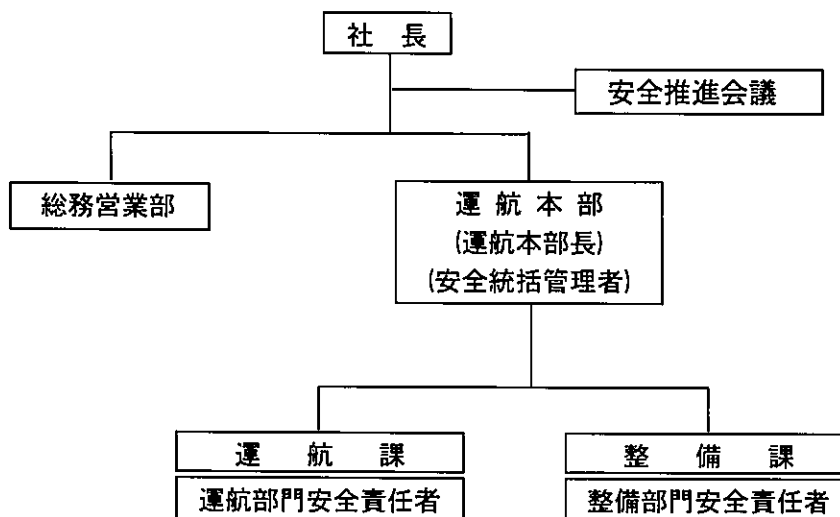 社 長
安全推進会議
総務営業部
運 航 本 部
(運航本部長)
(安全統括管理者)
運 航 課
整 備 課
運航部門安全責任者
整備部門安全責任者